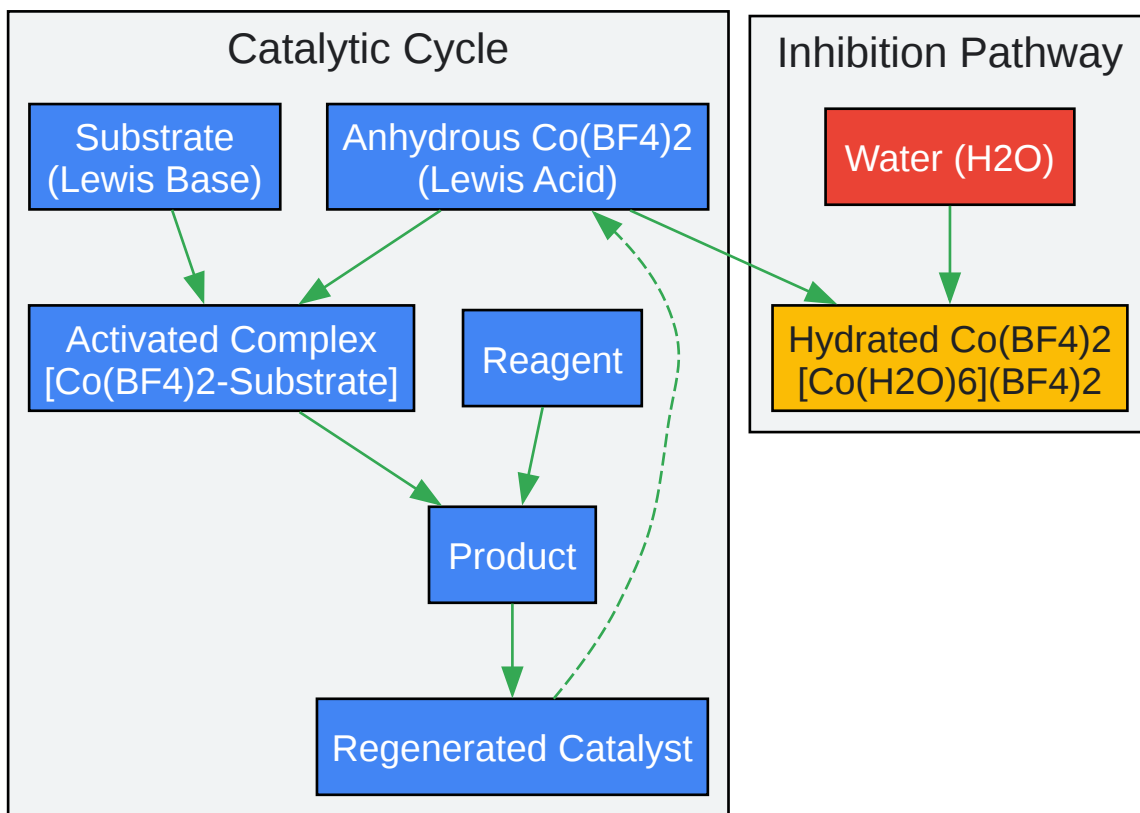 Catalytic Cycle
Inhibition Pathway
Substrate
(Lewis Base)
Anhydrous Co(BF4)2
(Lewis Acid)
Water (H2O)
Activated Complex
[Co(BF4)2-Substrate]
Reagent
Hydrated Co(BF4)2
[Co(H2O)6](BF4)2
Product
Regenerated Catalyst